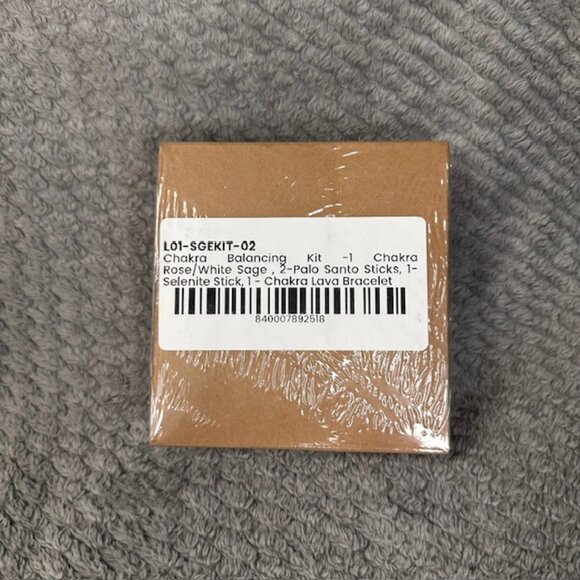 L01-SGEKIT-02
Chakra Balancing Kit -1 Chakra
Rose/White Sage , 2-Palo Santo Sticks, 1-
Selenite Stick, 1 - Chakra Lava Bracelet
840007892518